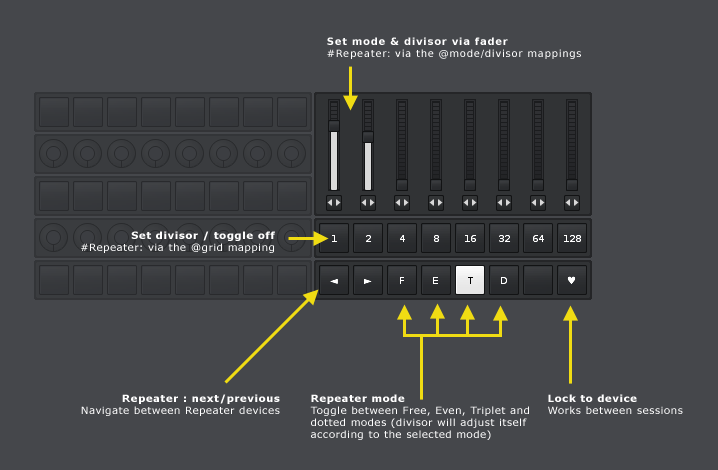 Set mode & divisor via fader
#Repeater: via the @mode/divisor mappings
Set divisor / toggle off
#Repeater: via the @grid mapping
1 2 4 8 16 32 64 128
◄ ► F E T D ♥
Repeater : next/previous
Navigate between Repeater devices
Repeater mode
Toggle between Free, Even, Triplet and
dotted modes (divisor will adjust itself
according to the selected mode)
Lock to device
Works between sessions